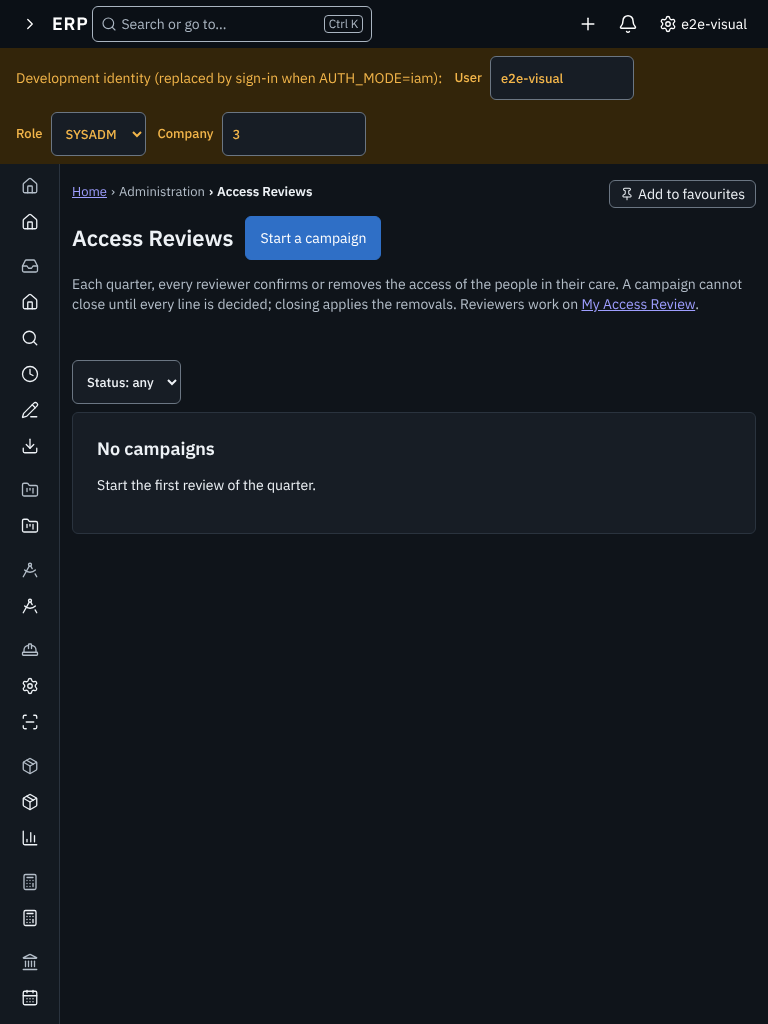 ERP
Search or go to...
Ctrl K
e2e-visual
Development identity (replaced by sign-in when AUTH_MODE=iam):
User
e2e-visual
Role
SYSADM
Company
3
Home › Administration › Access Reviews
Add to favourites
Access Reviews
Start a campaign
Each quarter, every reviewer confirms or removes the access of the people in their care. A campaign cannot
close until every line is decided; closing applies the removals. Reviewers work on My Access Review.
Status: any
No campaigns
Start the first review of the quarter.